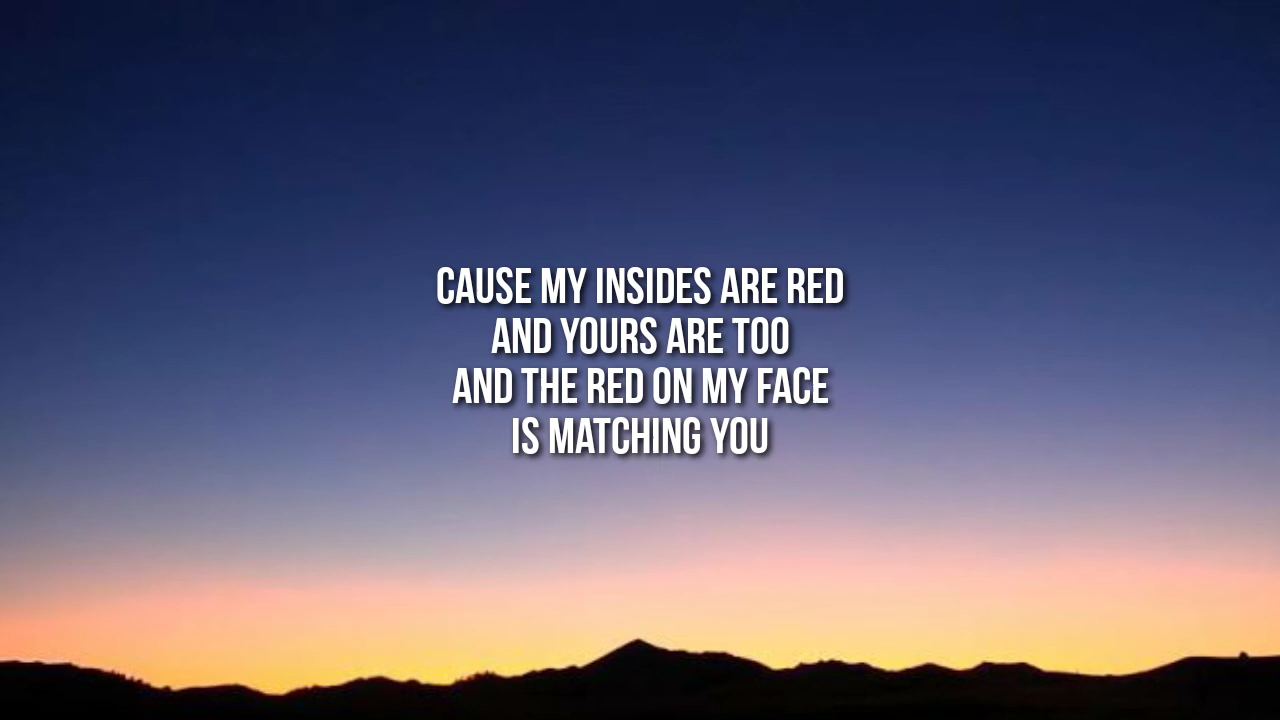 CAUSE MY INSIDES ARE RED
AND YOURS ARE TOO
AND THE RED ON MY FACE
IS MATCHING YOU